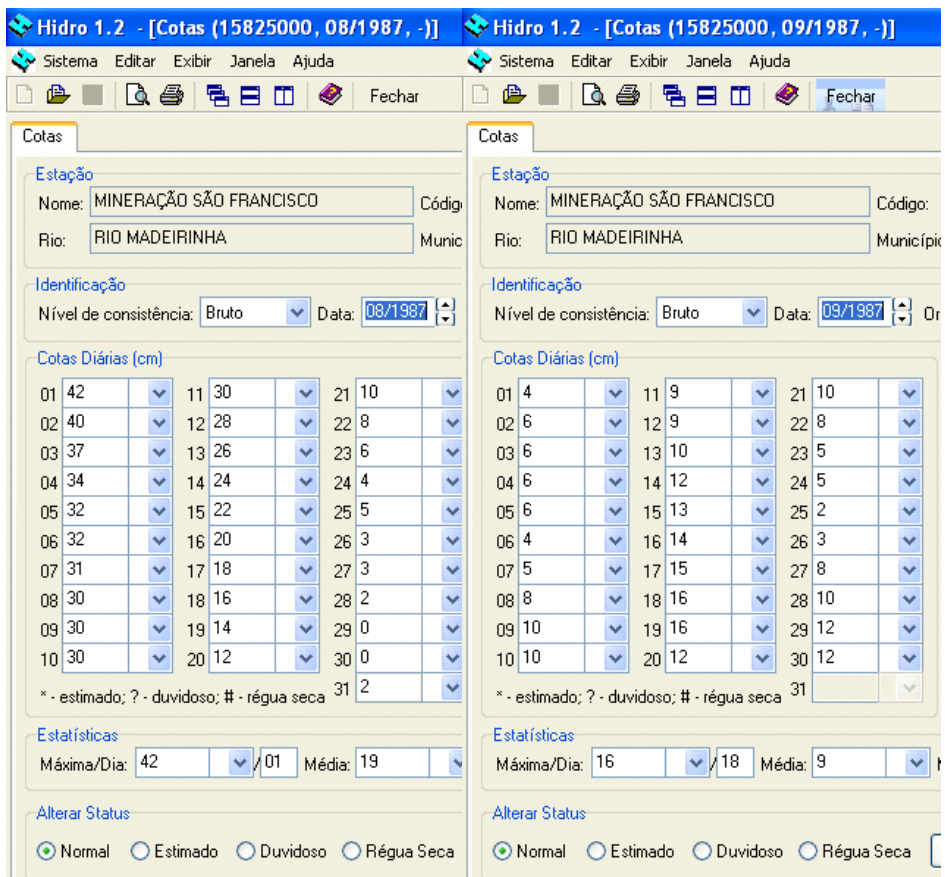 Hidro 1.2 - [Cotas (15825000, 08/1987, -)]
Sistema Editar Exibir Janela Ajuda
Fechar
Cotas
Estação
Nome: MINERAÇÃO SÃO FRANCISCO Códig
Rio: RIO MADEIRINHA Munic
Identificação
Nível de consistência: Bruto Data: 08/1987
Cotas Diárias (cm)
01 42 11 30 21 10
02 40 12 28 22 8
03 37 13 26 23 6
04 34 14 24 24 4
05 32 15 22 25 5
06 32 16 20 26 3
07 31 17 18 27 3
08 30 18 16 28 2
09 30 19 14 29 0
10 30 20 12 30 0
* - estimado; ? - duvidoso; # - régua seca 31 2
Estatísticas
Máxima/Dia: 42 / 01 Média: 19
Alterar Status
Normal Estimado Duvidoso Régua Seca
Hidro 1.2 - [Cotas (15825000, 09/1987, -)]
Sistema Editar Exibir Janela Ajuda
Fechar
Cotas
Estação
Nome: MINERAÇÃO SÃO FRANCISCO Código:
Rio: RIO MADEIRINHA Municípi
Identificação
Nível de consistência: Bruto Data: 09/1987 Or
Cotas Diárias (cm)
01 4 11 9 21 10
02 6 12 9 22 8
03 6 13 10 23 5
04 6 14 12 24 5
05 6 15 13 25 2
06 4 16 14 26 3
07 5 17 15 27 8
08 8 18 16 28 10
09 10 19 16 29 12
10 10 20 12 30 12
* - estimado; ? - duvidoso; # - régua seca 31
Estatísticas
Máxima/Dia: 16 / 18 Média: 9
Alterar Status
Normal Estimado Duvidoso Régua Seca